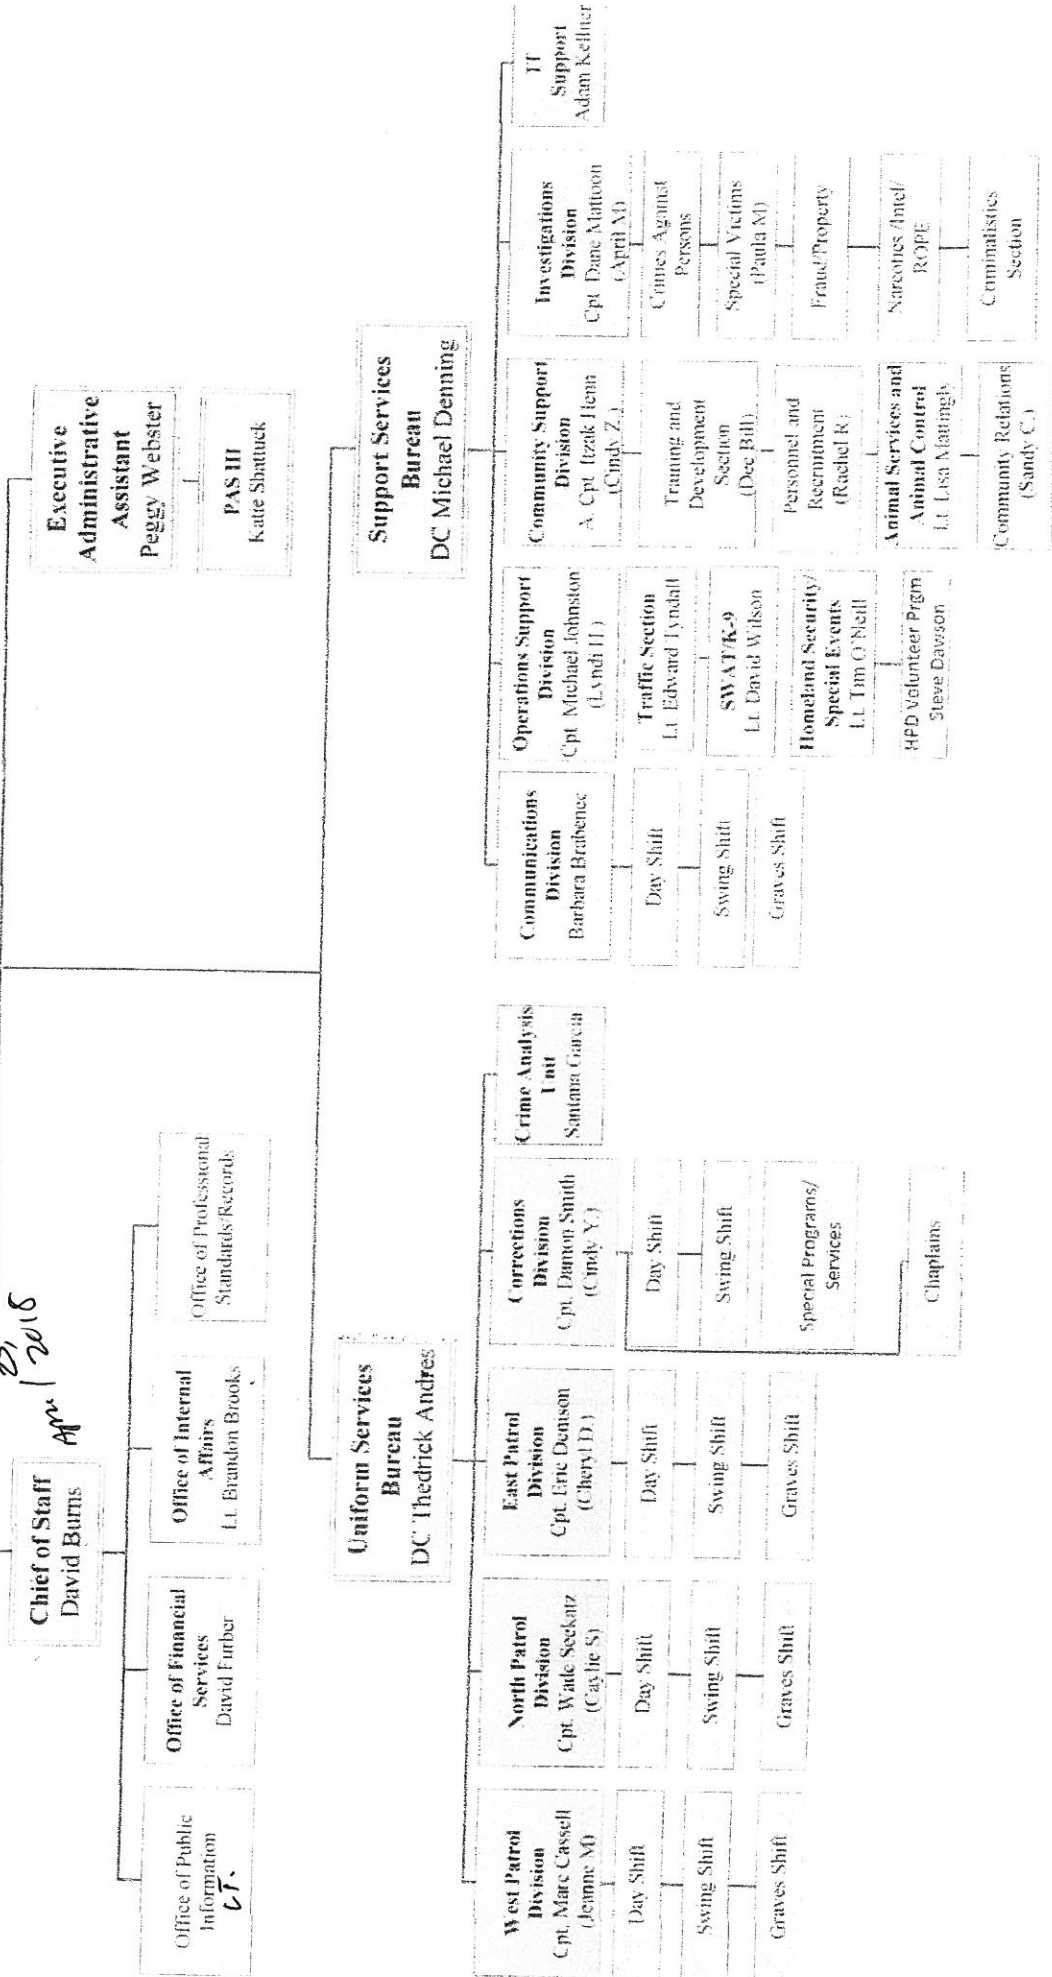 April 2018
Chief of Staff
David Burns
Executive
Administrative
Assistant
Peggy Webster
PAS III
Katie Shattuck
Office of Public
Information
LT.
Office of Financial
Services
David Furber
Office of Internal
Affairs
Lt. Brandon Brooks
Office of Professional
Standards/Records
Uniform Services
Bureau
DC Thedrick Andres
Support Services
Bureau
DC Michael Denning
West Patrol
Division
Cpt. Marc Cassell
(Jeanne M)
Day Shift
Swing Shift
Graves Shift
North Patrol
Division
Cpt. Wade Seekatz
(Caylie S)
Day Shift
Swing Shift
Graves Shift
East Patrol
Division
Cpt. Eric Denison
(Cheryl D.)
Day Shift
Swing Shift
Graves Shift
Corrections
Division
Cpt. Damon Smith
(Cindy Y.)
Day Shift
Swing Shift
Special Programs/
Services
Chaplains
Crime Analysis
Unit
Santana Garcia
Communications
Division
Barbara Brabenec
Day Shift
Swing Shift
Graves Shift
Operations Support
Division
Cpt. Michael Johnston
(Lyndi H.)
Traffic Section
Lt. Edward Tyndall
SWAT/K-9
Lt. David Wilson
Homeland Security/
Special Events
Lt. Tim O'Neill
HPD Volunteer Prgm
Steve Dawson
Community Support
Division
A Cpt Itzak Henn
(Cindy Z.)
Training and
Development
Section
(Dee Bill)
Personnel and
Recruitment
(Rachel R)
Animal Services and
Animal Control
Lt. Lisa Mattingly
Community Relations
(Sandy C.)
Investigations
Division
Cpt Dane Mattoon
(April M)
Crimes Against
Persons
Special Victims
(Paula M)
Fraud/Property
Narcotics /Intel/
ROPE
Criminalistics
Section
IT
Support
Adam Kellner